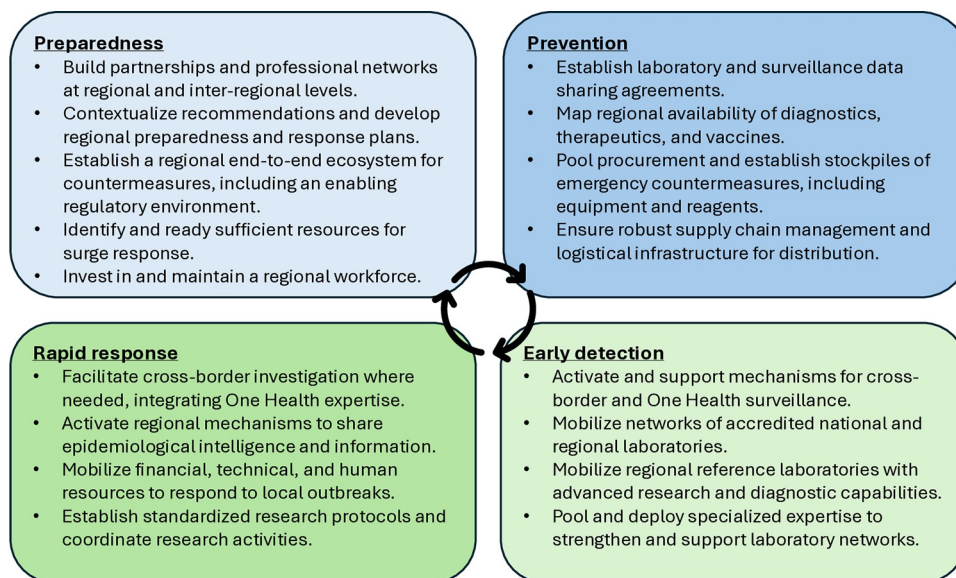 Preparedness
• Build partnerships and professional networks
at regional and inter-regional levels.
• Contextualize recommendations and develop
regional preparedness and response plans.
• Establish a regional end-to-end ecosystem for
countermeasures, including an enabling
regulatory environment.
• Identify and ready sufficient resources for
surge response.
• Invest in and maintain a regional workforce.
Prevention
• Establish laboratory and surveillance data
sharing agreements.
• Map regional availability of diagnostics,
therapeutics, and vaccines.
• Pool procurement and establish stockpiles of
emergency countermeasures, including
equipment and reagents.
• Ensure robust supply chain management and
logistical infrastructure for distribution.
Rapid response
• Facilitate cross-border investigation where
needed, integrating One Health expertise.
• Activate regional mechanisms to share
epidemiological intelligence and information.
• Mobilize financial, technical, and human
resources to respond to local outbreaks.
• Establish standardized research protocols and
coordinate research activities.
Early detection
• Activate and support mechanisms for cross-
border and One Health surveillance.
• Mobilize networks of accredited national and
regional laboratories.
• Mobilize regional reference laboratories with
advanced research and diagnostic capabilities.
• Pool and deploy specialized expertise to
strengthen and support laboratory networks.